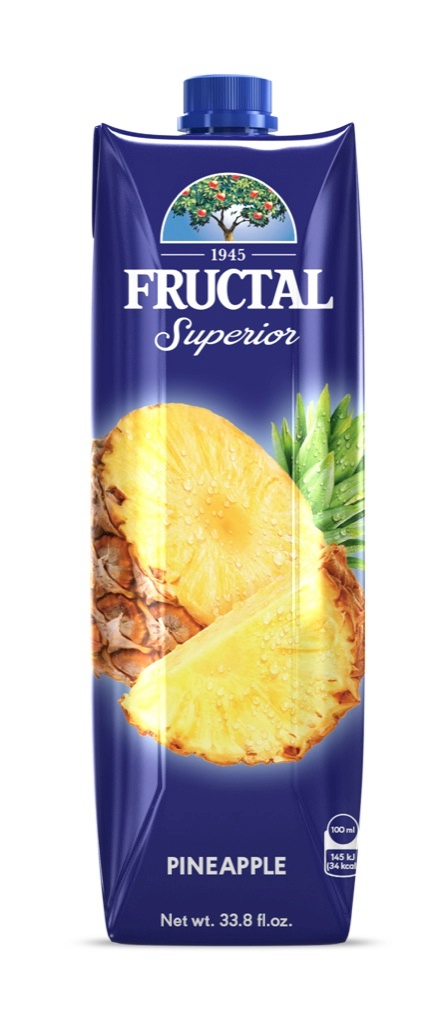 1945
FRUCTAL
Superior
100 ml
145 kJ
(34 kcal)
PINEAPPLE
Net wt. 33.8 fl.oz.